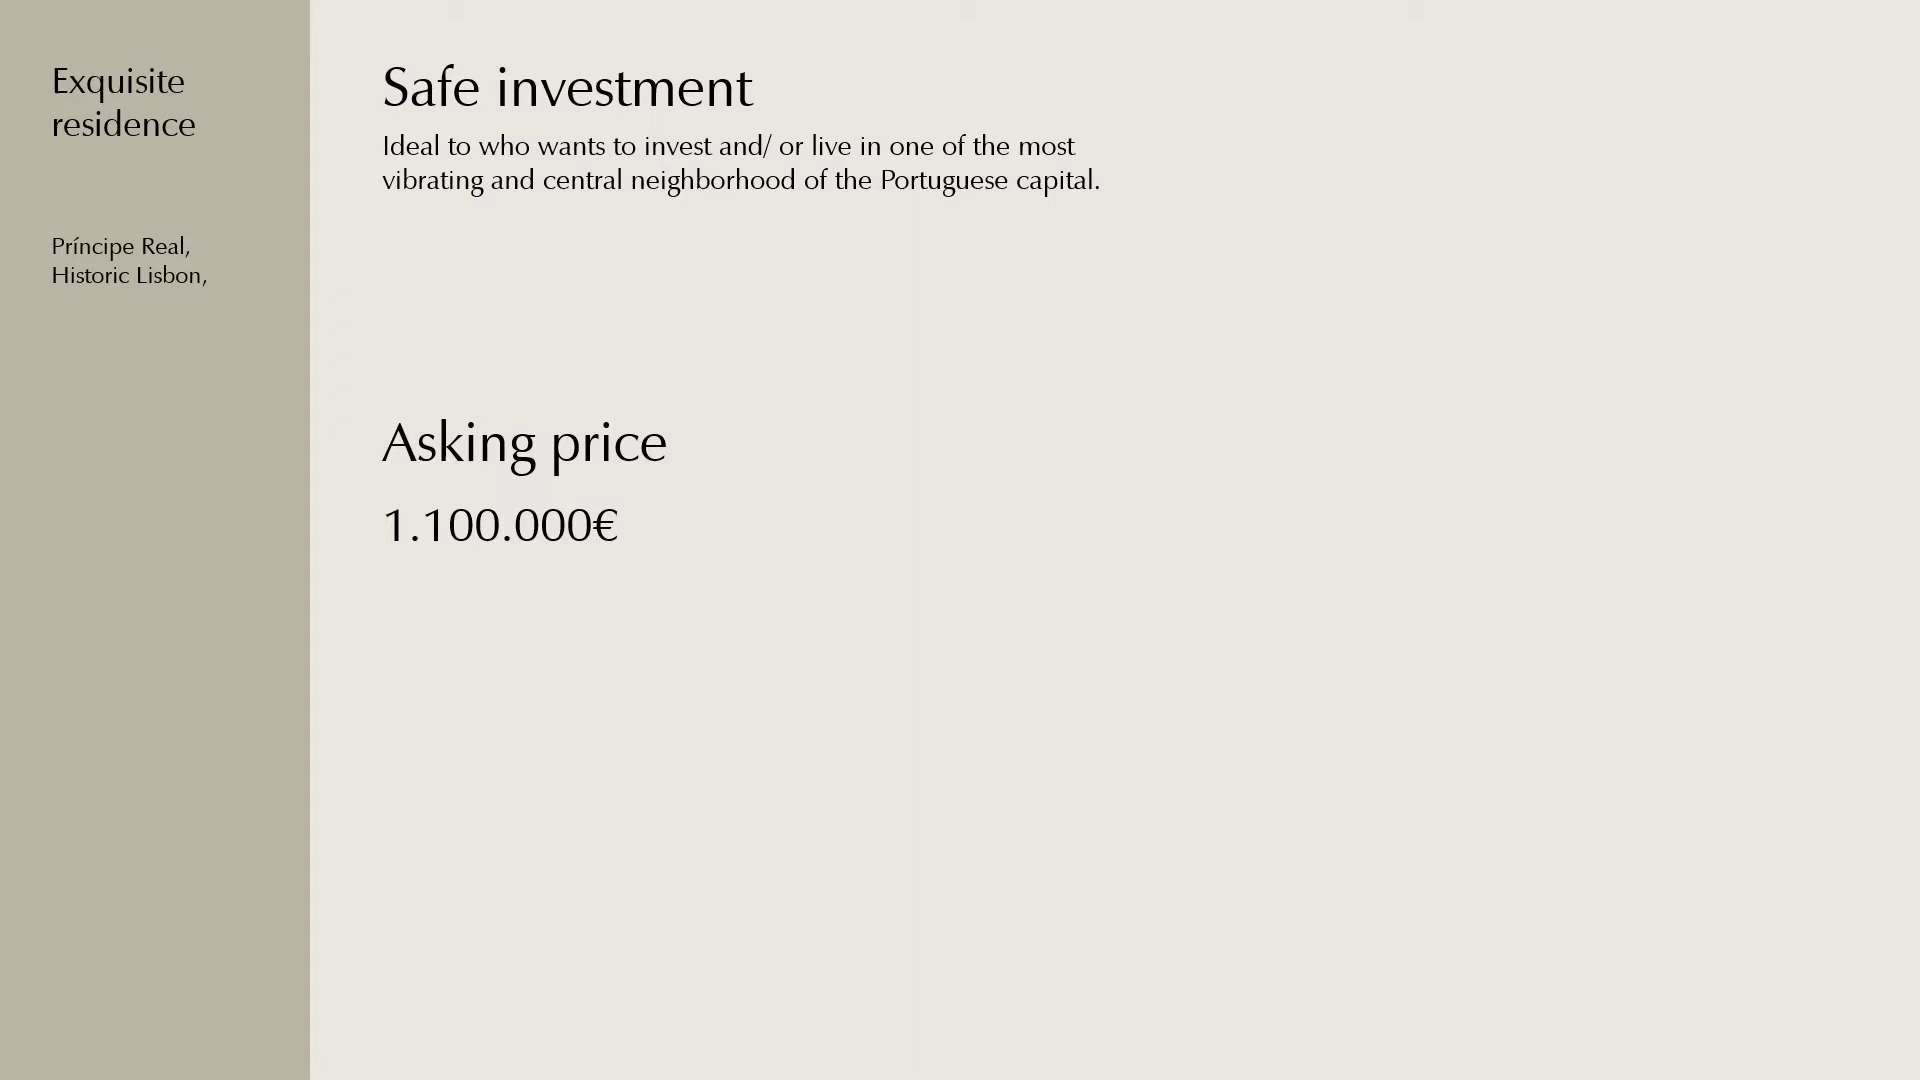 Exquisite
residence
Príncipe Real,
Historic Lisbon,
Safe investment
Ideal to who wants to invest and/ or live in one of the most
vibrating and central neighborhood of the Portuguese capital.
Asking price
1.100.000€